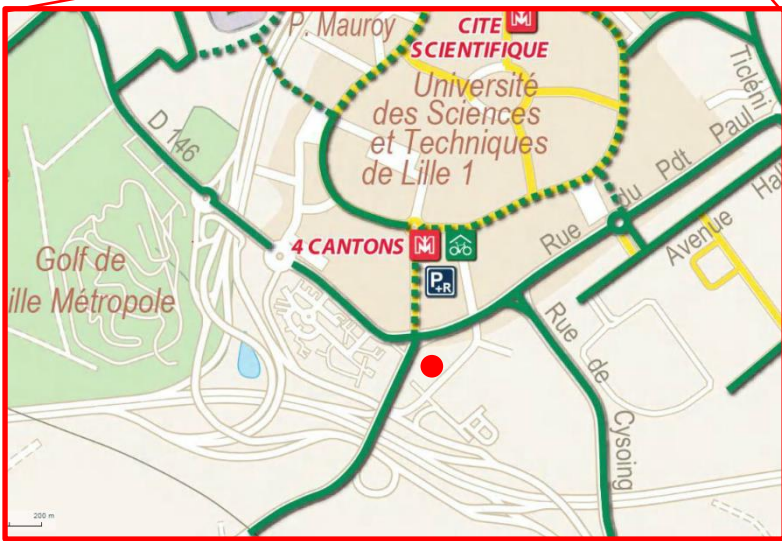 P. Mauroy
CITE
SCIENTIFIQUE
M
Université
des Sciences
et Techniques
de Lille 1
Ticléni
D 146
Rue du Pdt Paul
Avenue Hal
4 CANTONS
M
P+R
Golf de
ille Métropole
Rue de Cysoing
200 m